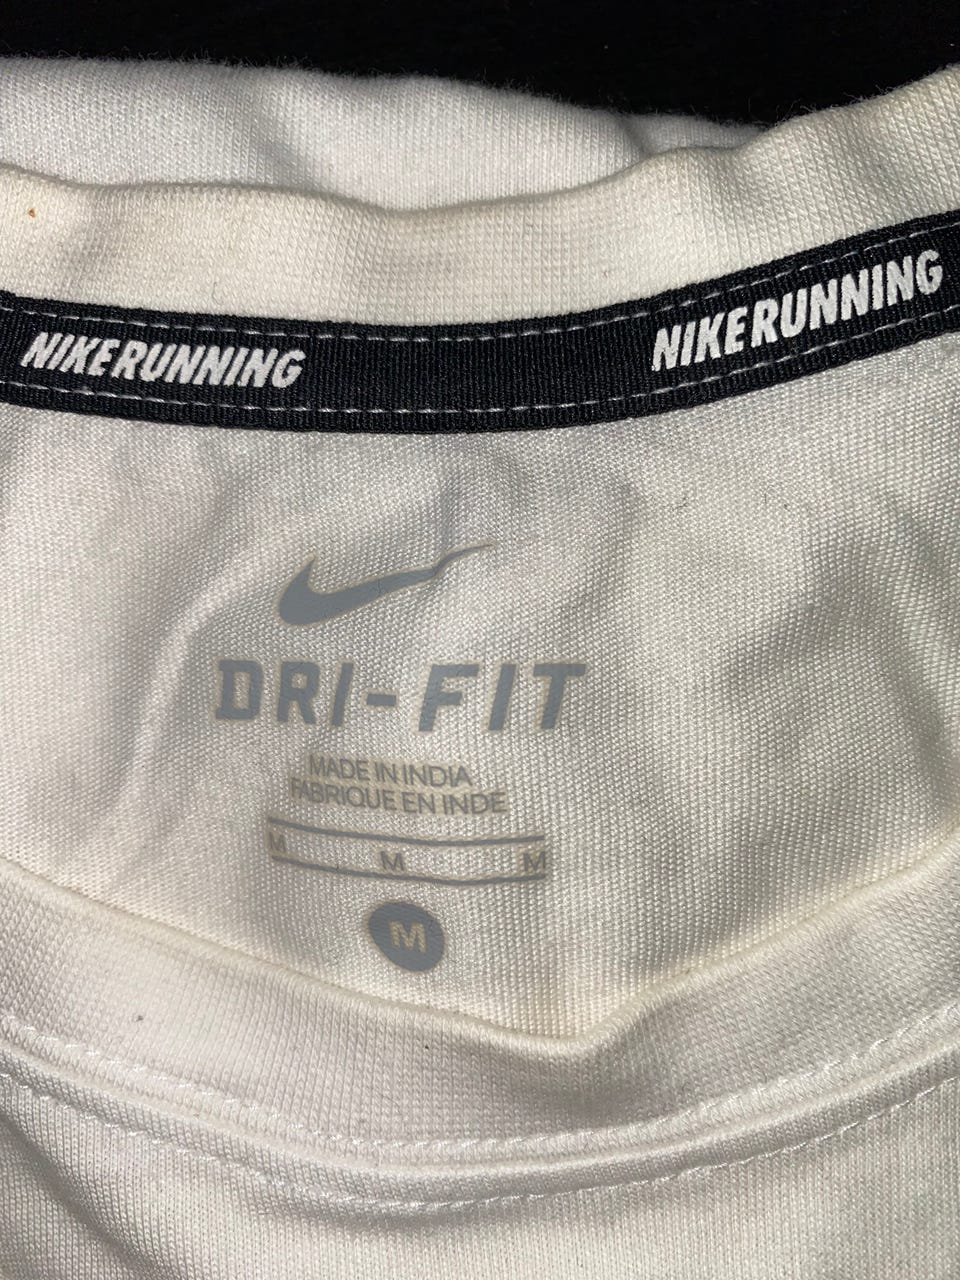 NIKERUNNING
NIKERUNNING
DRI-FIT
MADE IN INDIA
FABRIQUE EN INDE
M M M
M